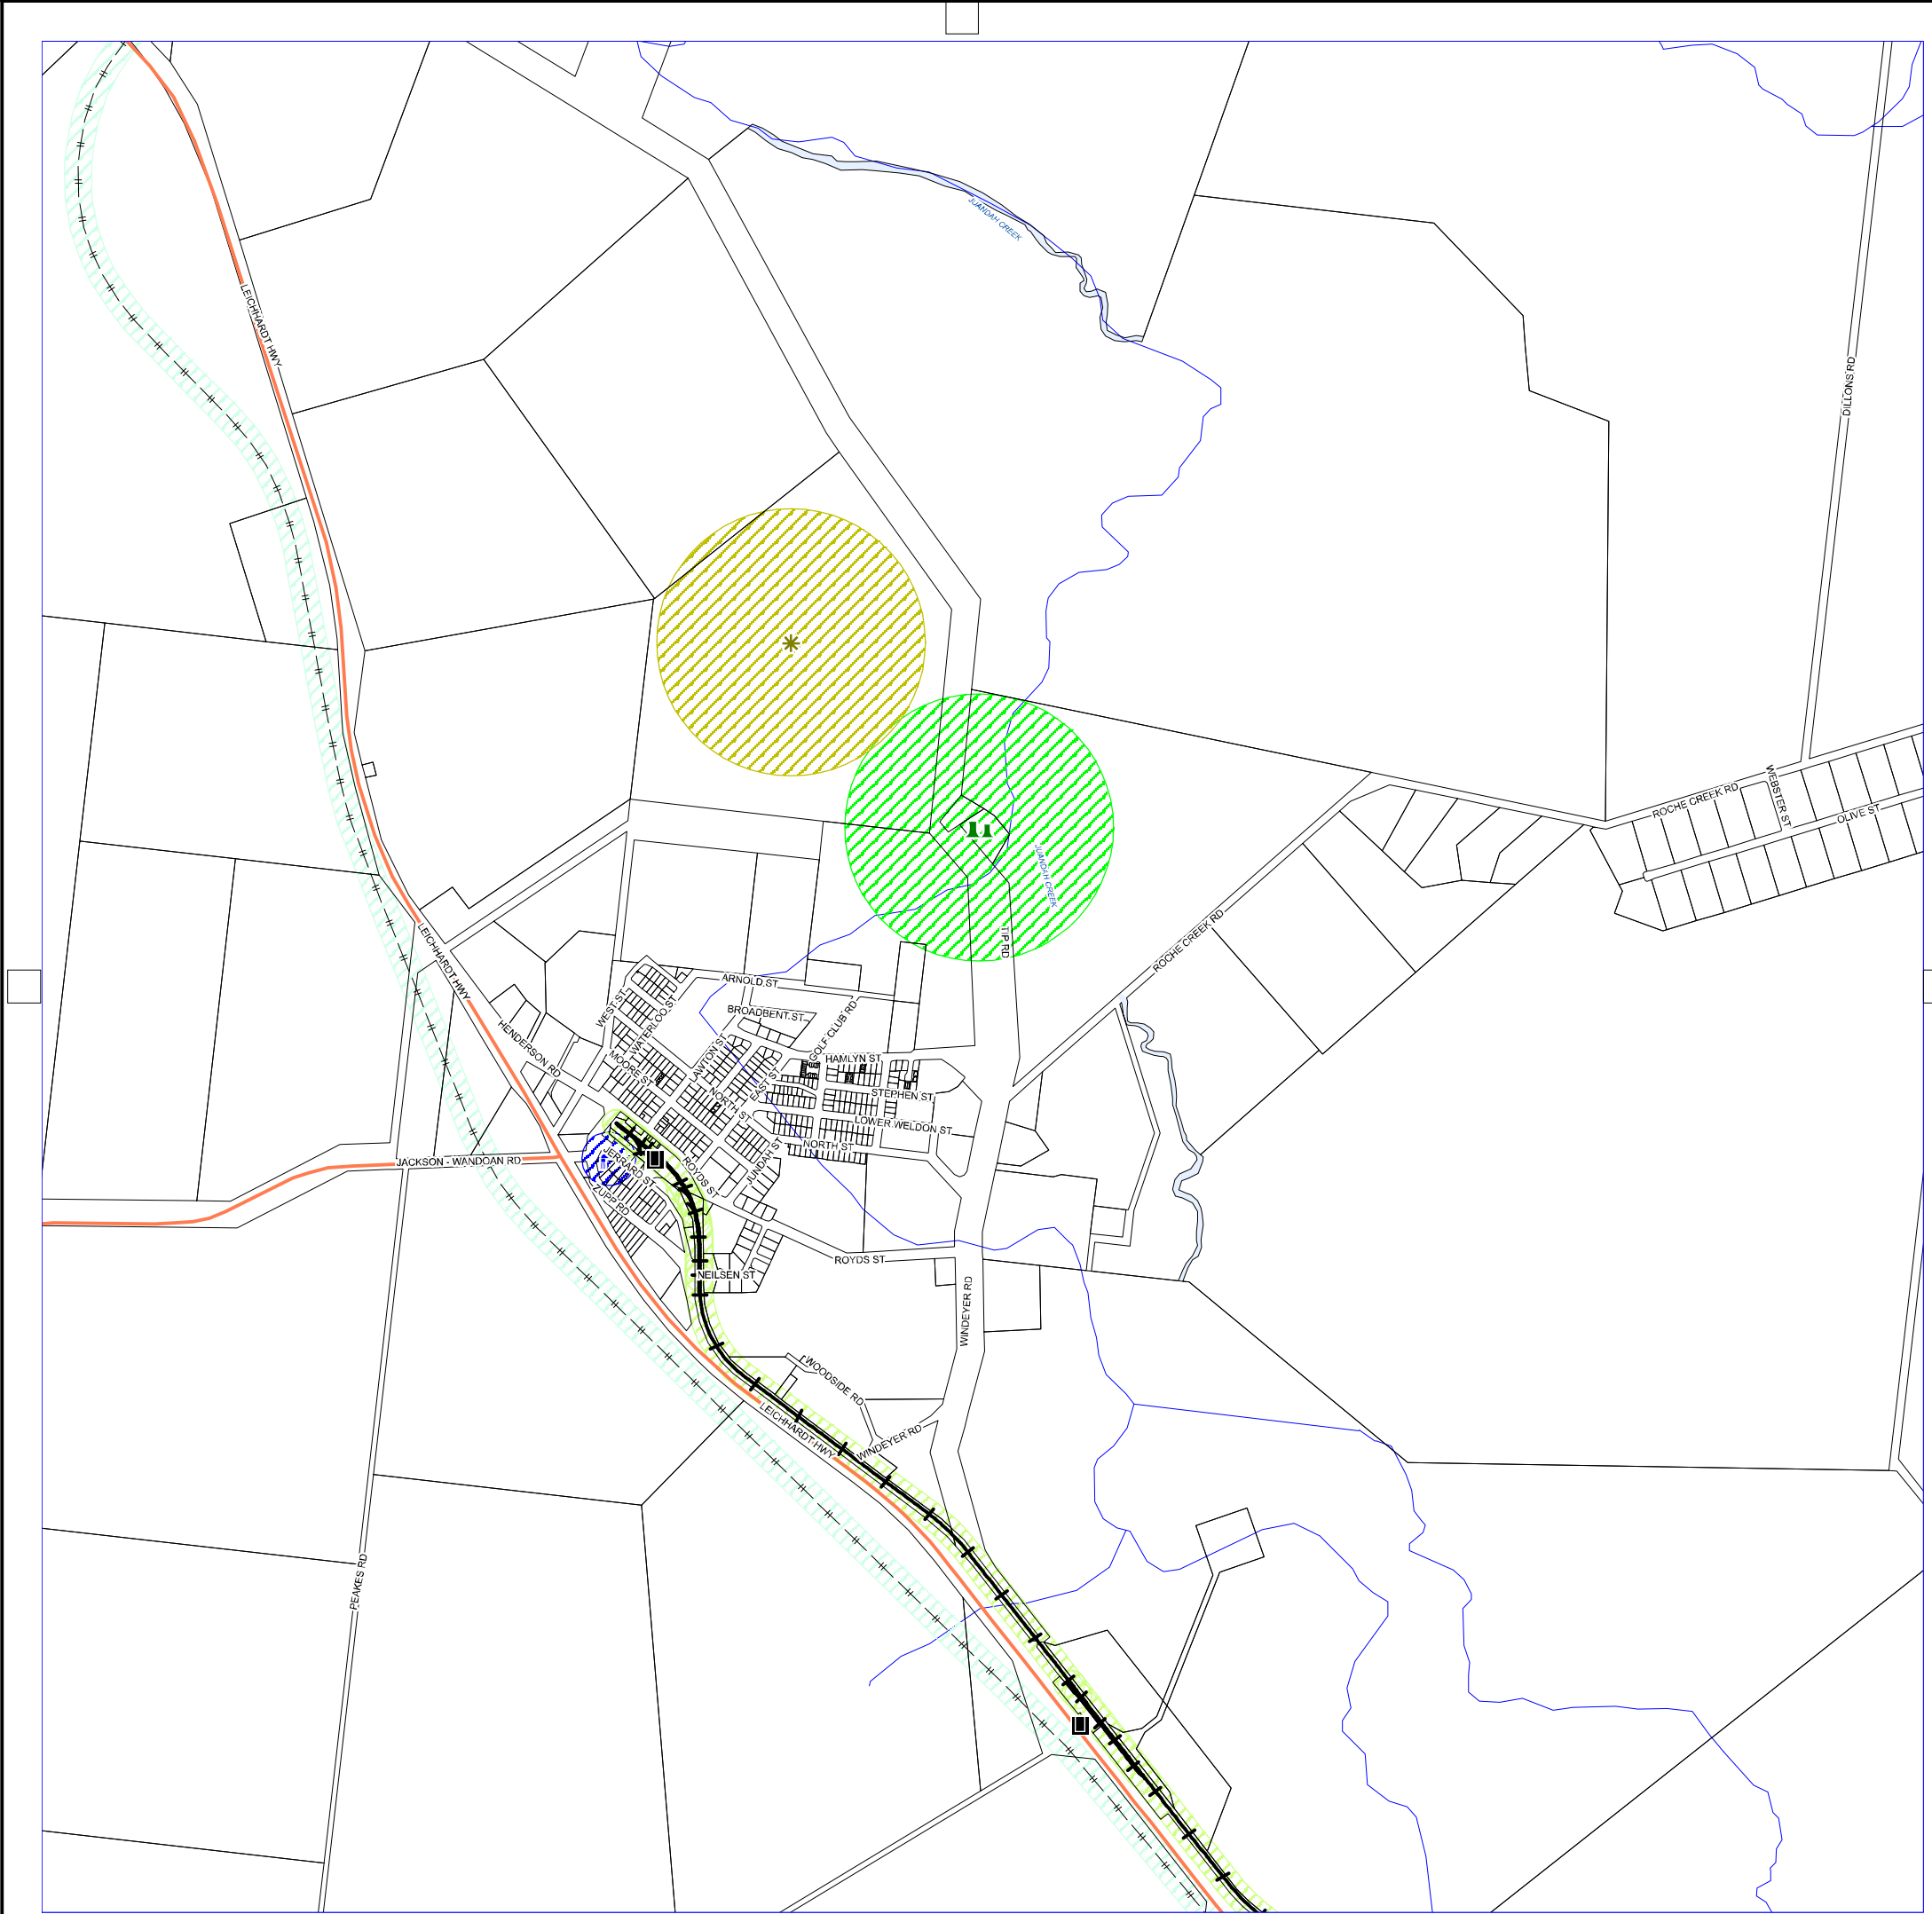 JUANDAH CREEK
LEICHHARDT HWY
DILLONS RD
WEBSTER ST
ROCHE CREEK RD
OLIVE ST
JUANDAH CREEK
TIP RD
ROCHE CREEK RD
LEICHHARDT HWY
ARNOLD ST
WEST ST
WATERLOO ST
BROADBENT ST
GOLF CLUB RD
HENDERSON RD
MOORE ST
LAWTON ST
HAMLYN ST
EAST ST
STEPHEN ST
NORTH ST
LOWER WELDON ST
NORTH ST
JACKSON - WANDOAN RD
JERRARD ST
ROYDS ST
JUNDAH ST
ZUPP RD
ROYDS ST
NEILSEN ST
WINDEYER RD
WOODSIDE RD
LEICHHARDT HWY
WINDEYER RD
PEAKES RD